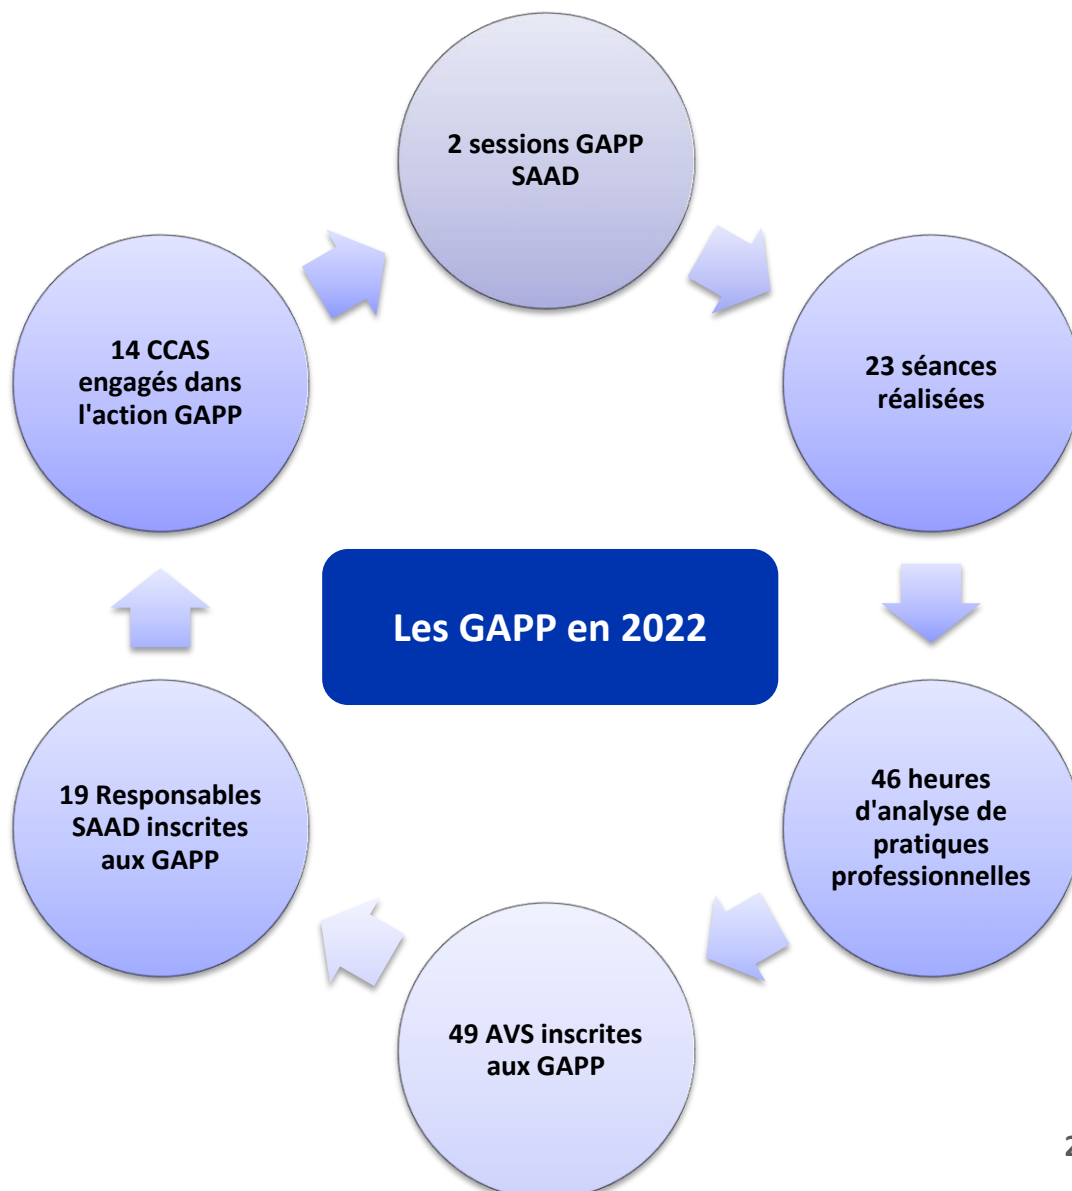 2 sessions GAPP
SAAD
23 séances
réalisées
46 heures
d'analyse de
pratiques
professionnelles
49 AVS inscrites
aux GAPP
19 Responsables
SAAD inscrites
aux GAPP
14 CCAS
engagés dans
l'action GAPP
Les GAPP en 2022